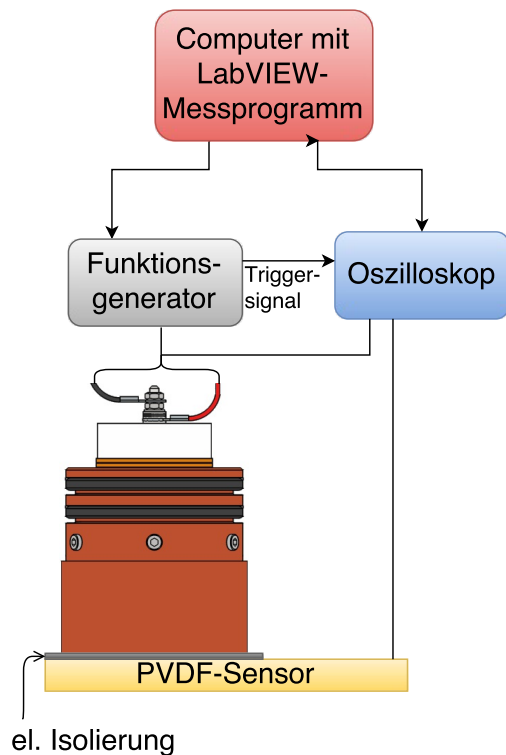 Computer mit
LabVIEW-
Messprogramm
Funktions-
generator
Trigger-
signal
Oszilloskop
PVDF-Sensor
el. Isolierung